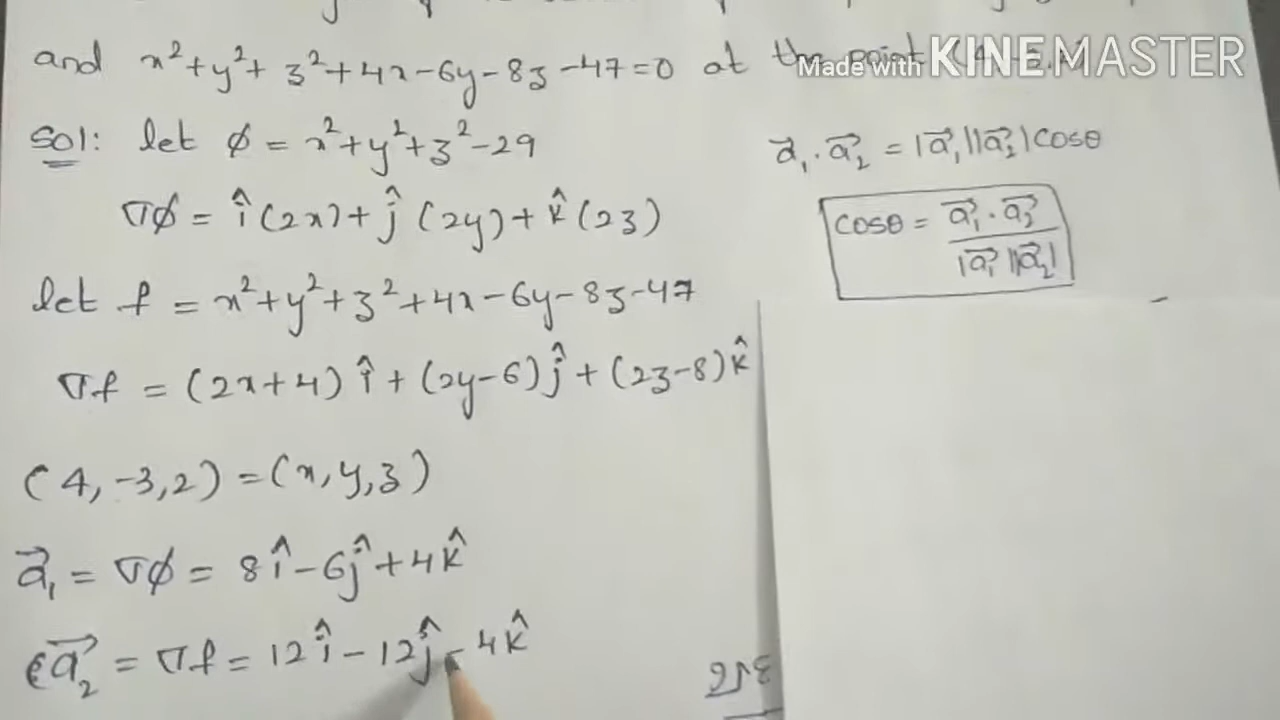 and x²+y²+z²+4x-6y-8z-47=0 at the point
Made with KINEMASTER
Sol: let φ = x²+y²+z²-29
∇φ = î(2x)+ĵ(2y)+k̂(2z)
let f = x²+y²+z²+4x-6y-8z-47
∇f = (2x+4)î+(2y-6)ĵ+(2z-8)k̂
(4,-3,2)=(x,y,z)
a⃗₁ = ∇φ = 8î-6ĵ+4k̂
a⃗₂ = ∇f = 12î-12ĵ-4k̂
a⃗₁·a⃗₂ = |a⃗₁||a⃗₂|cosθ
cosθ = a⃗₁·a⃗₂ / |a⃗₁||a⃗₂|